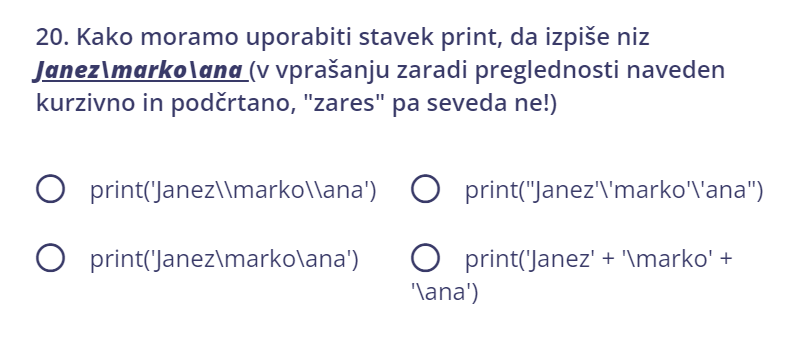 20. Kako moramo uporabiti stavek print, da izpiše niz
Janez\marko\ana (v vprašanju zaradi preglednosti naveden
kurzivno in podčrtano, "zares" pa seveda ne!)
print('Janez\\marko\\ana')
print("Janez'\'marko'\'ana")
print('Janez\marko\ana')
print('Janez' + '\marko' +
'\ana')